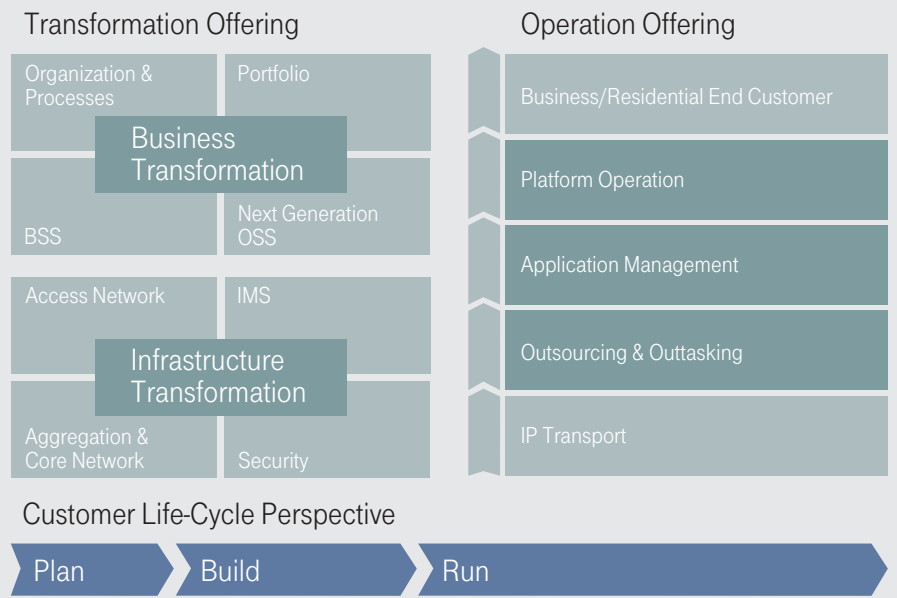 Transformation Offering
Organization &
Processes
Portfolio
Business
Transformation
BSS
Next Generation
OSS
Access Network
IMS
Infrastructure
Transformation
Aggregation &
Core Network
Security
Operation Offering
Business/Residential End Customer
Platform Operation
Application Management
Outsourcing & Outtasking
IP Transport
Customer Life-Cycle Perspective
Plan
Build
Run